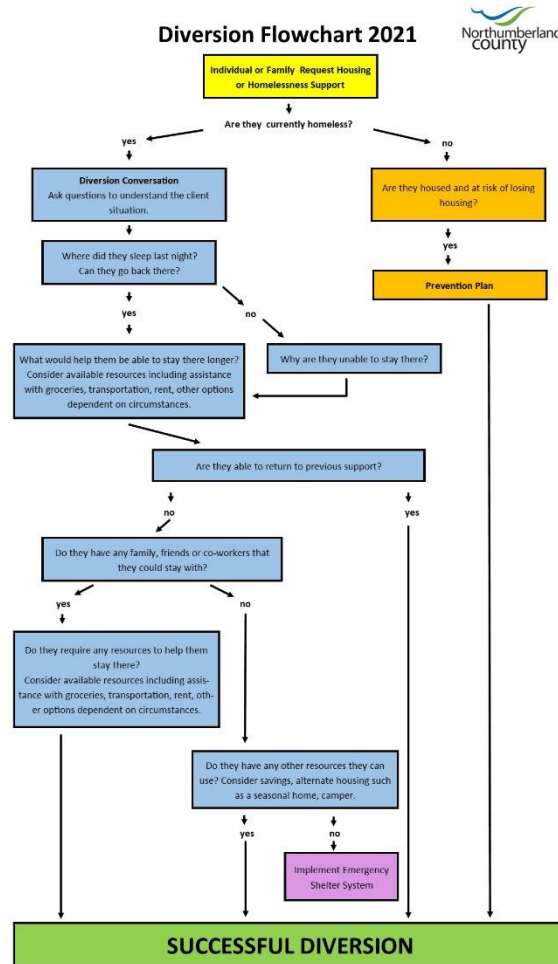 Diversion Flowchart 2021
Northumberland
county
Individual or Family Request Housing
or Homelessness Support
Are they currently homeless?
yes
no
Diversion Conversation
Ask questions to understand the client
situation.
Are they housed and at risk of losing
housing?
Where did they sleep last night?
Can they go back there?
yes
Prevention Plan
yes
no
What would help them be able to stay there longer?
Consider available resources including assistance
with groceries, transportation, rent, other options
dependent on circumstances.
Why are they unable to stay there?
Are they able to return to previous support?
no
yes
Do they have any family, friends or co-workers that
they could stay with?
yes
no
Do they require any resources to help them
stay there?
Consider available resources including assis-
tance with groceries, transportation, rent, oth-
er options dependent on circumstances.
Do they have any other resources they can
use? Consider savings, alternate housing such
as a seasonal home, camper.
yes
no
Implement Emergency
Shelter System
SUCCESSFUL DIVERSION